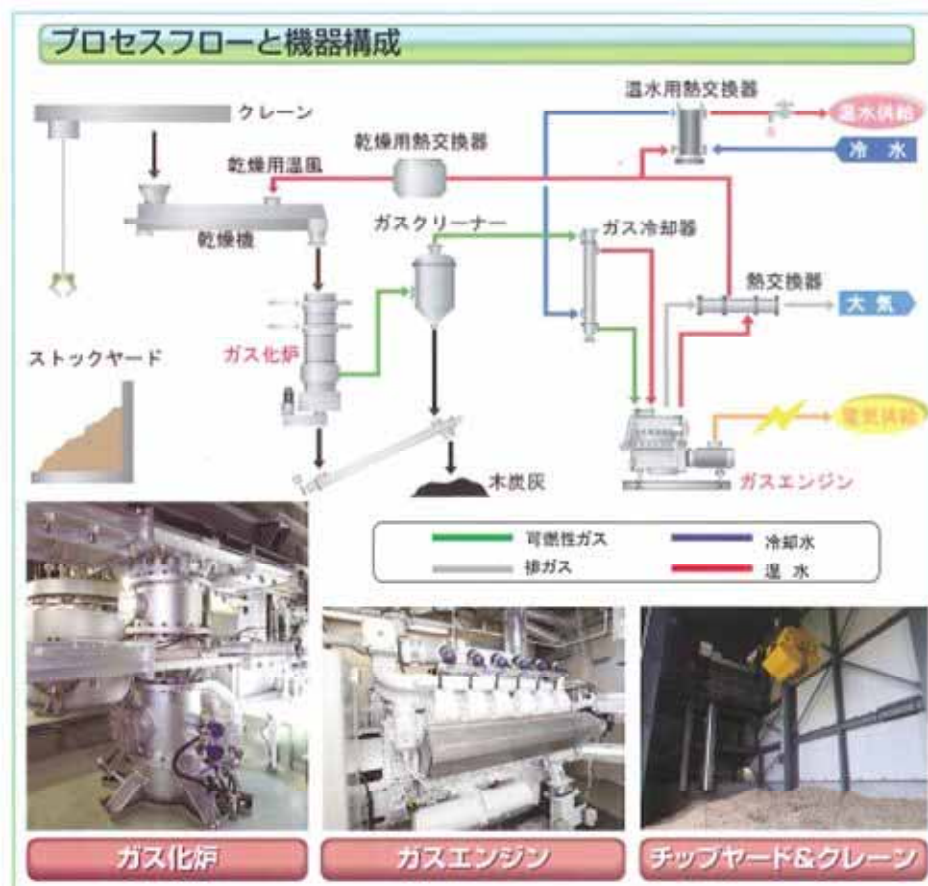 プロセスフローと機器構成
クレーン
温水用熱交換器
温水供給
冷 水
乾燥用熱交換器
乾燥用温風
ガスクリーナー
ガス冷却器
乾燥機
熱交換器
大 気
ガス化炉
ストックヤード
電気供給
ガスエンジン
木炭灰
可燃性ガス
冷却水
排ガス
温 水
ガス化炉
ガスエンジン
チップヤード&クレーン